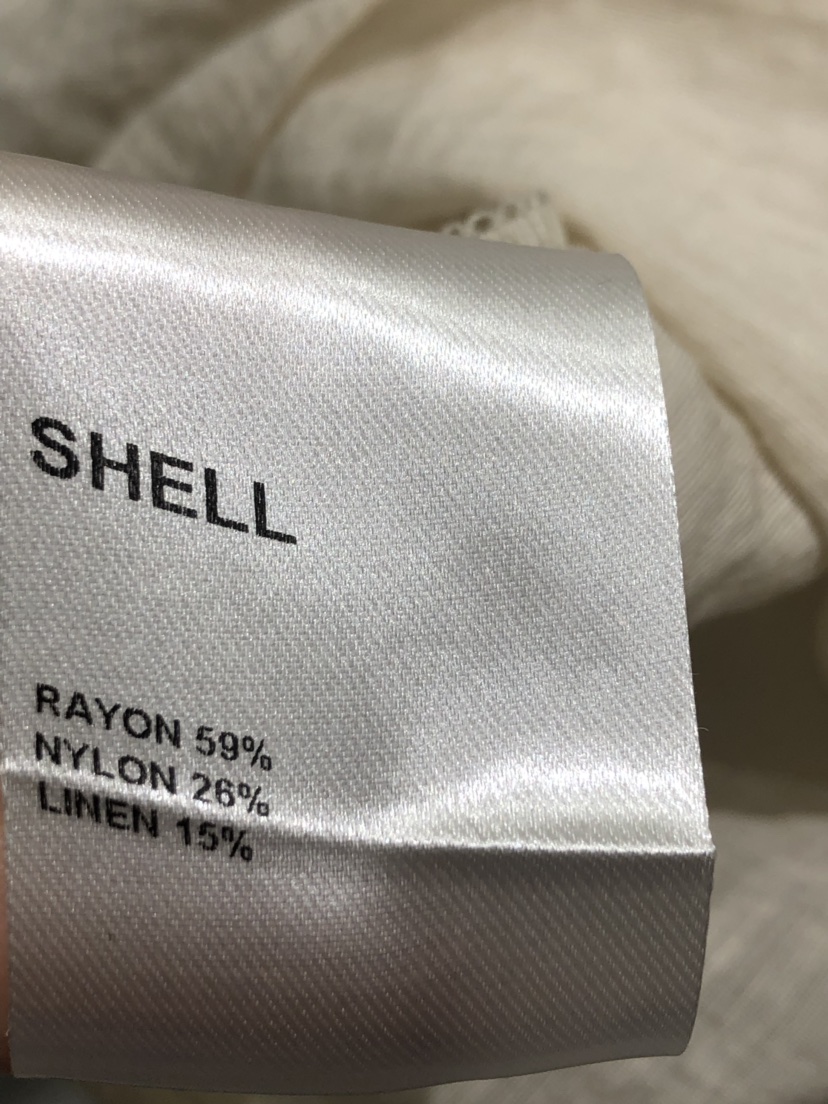 SHELL
RAYON 59%
NYLON 26%
LINEN 15%